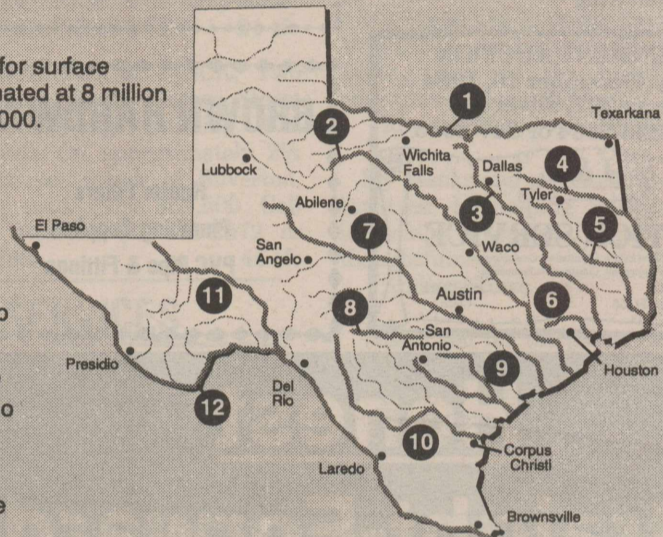 for surface
nated at 8 million
000.
o
o
e
1
2
3
4
5
6
7
8
9
10
11
12
Texarkana
Wichita
Falls
Dallas
Lubbock
Tyler
Abilene
El Paso
Waco
San
Angelo
Austin
San
Antonio
Houston
Presidio
Del
Rio
Corpus
Christi
Laredo
Brownsville